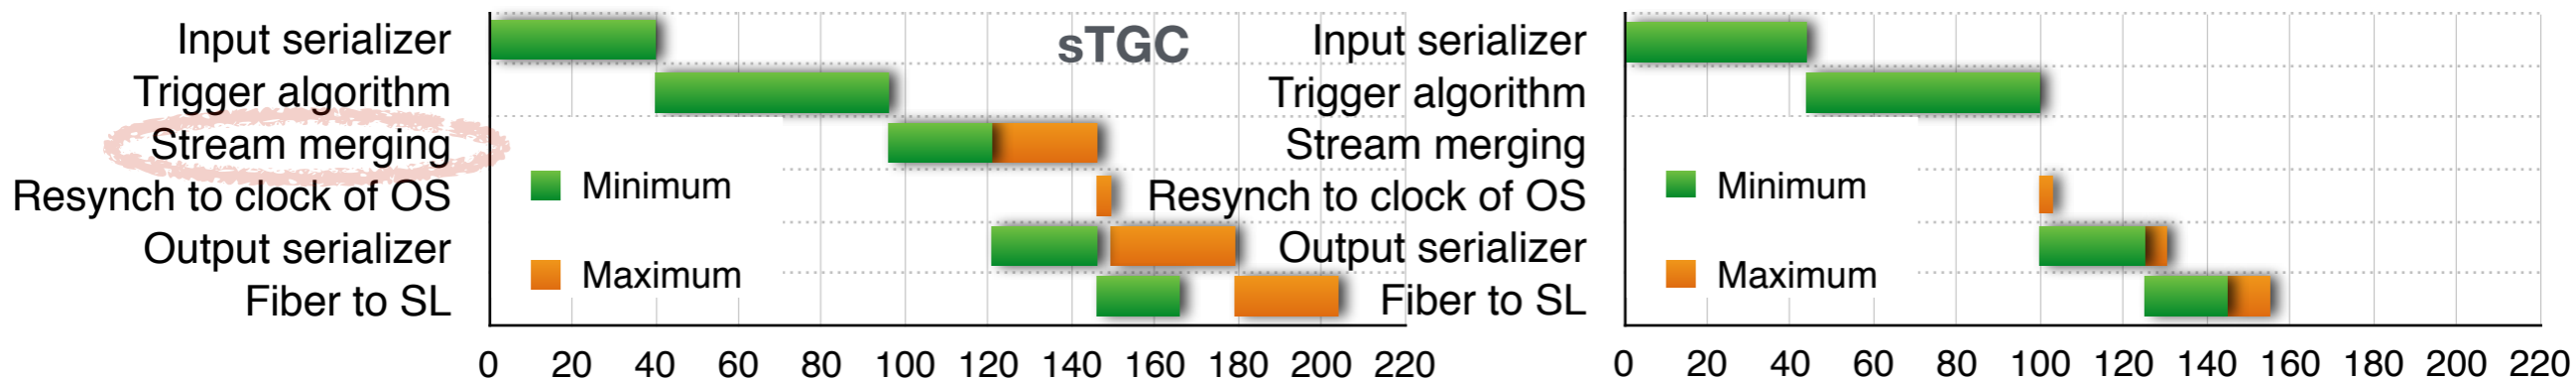 Input serializer
Trigger algorithm
Stream merging
Resynch to clock of OS
Output serializer
Fiber to SL
sTGC
Minimum
Maximum
0 20 40 60 80 100 120 140 160 180 200 220
Input serializer
Trigger algorithm
Stream merging
Resynch to clock of OS
Output serializer
Fiber to SL
Minimum
Maximum
0 20 40 60 80 100 120 140 160 180 200 220